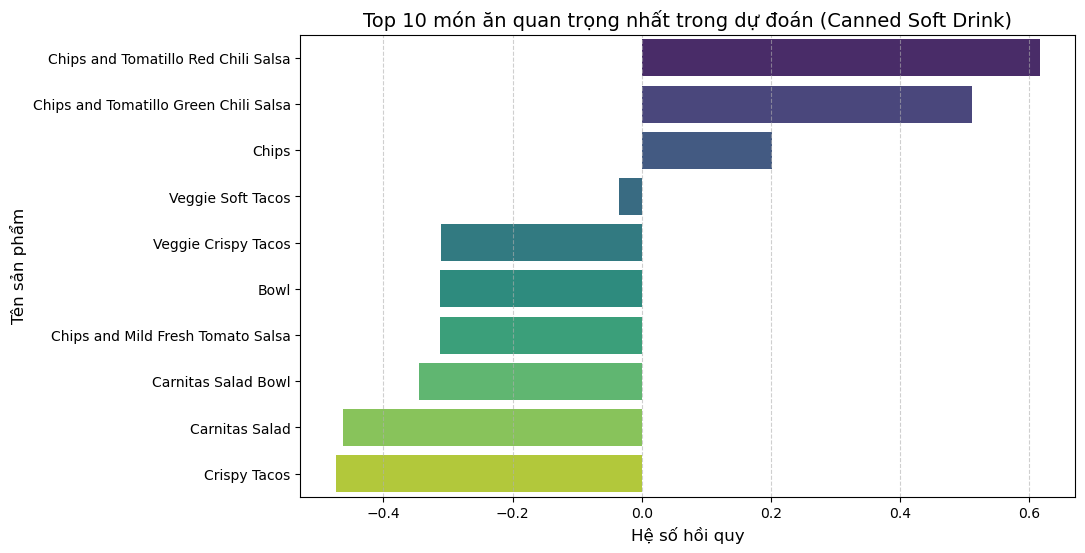 Top 10 món ăn quan trọng nhất trong dự đoán (Canned Soft Drink)
Tên sản phẩm
Chips and Tomatillo Red Chili Salsa
Chips and Tomatillo Green Chili Salsa
Chips
Veggie Soft Tacos
Veggie Crispy Tacos
Bowl
Chips and Mild Fresh Tomato Salsa
Carnitas Salad Bowl
Carnitas Salad
Crispy Tacos
−0.4 −0.2 0.0 0.2 0.4 0.6
Hệ số hồi quy